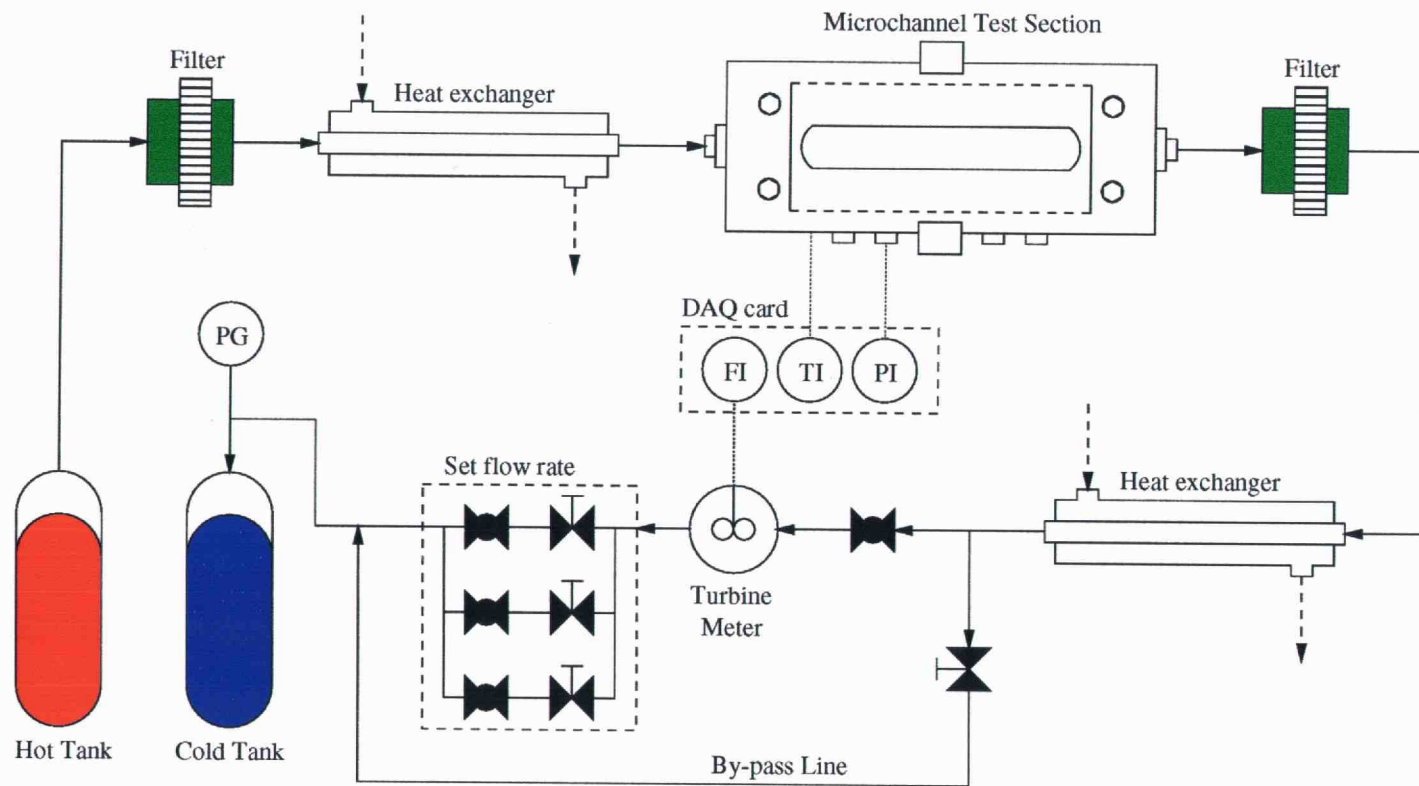 Microchannel Test Section
Filter
Heat exchanger
Filter
DAQ card
PG
FI
TI
PI
Set flow rate
Heat exchanger
Turbine
Meter
Hot Tank
Cold Tank
By-pass Line